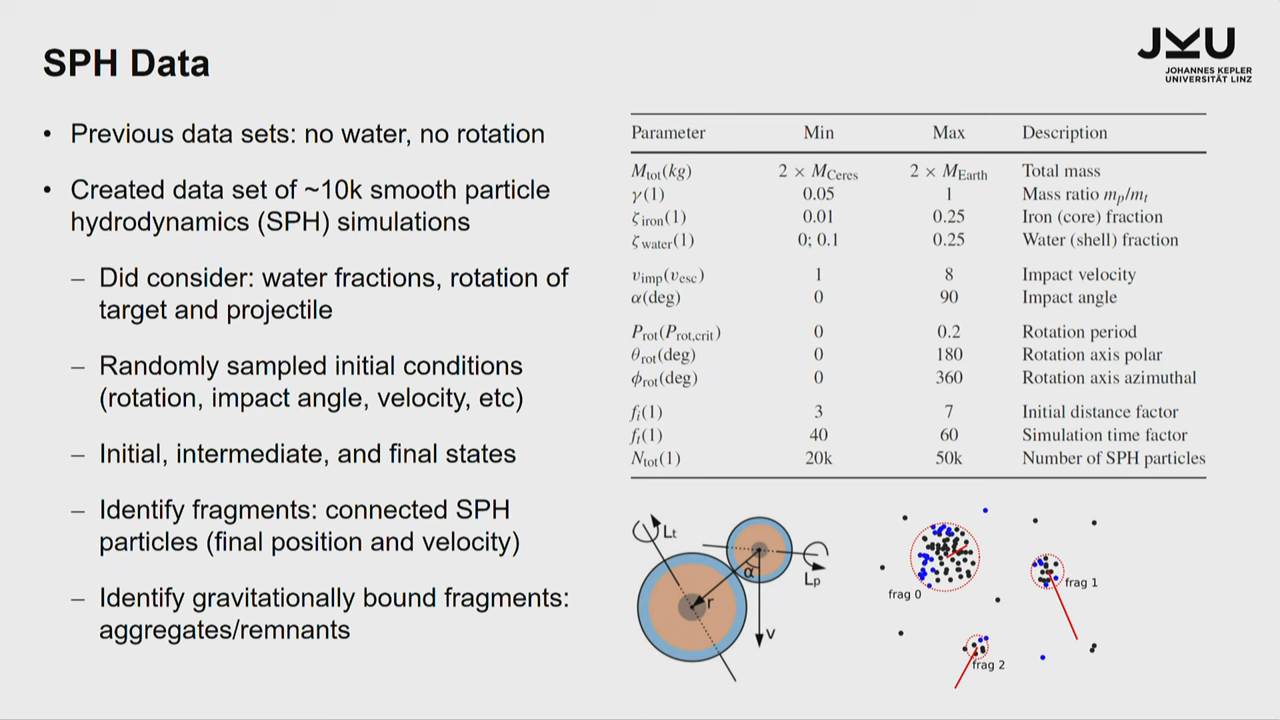 SPH Data
JKU
JOHANNES KEPLER
UNIVERSITÄT LINZ
• Previous data sets: no water, no rotation
• Created data set of ~10k smooth particle
hydrodynamics (SPH) simulations
– Did consider: water fractions, rotation of
target and projectile
– Randomly sampled initial conditions
(rotation, impact angle, velocity, etc)
– Initial, intermediate, and final states
– Identify fragments: connected SPH
particles (final position and velocity)
– Identify gravitationally bound fragments:
aggregates/remnants
Parameter Min Max Description
M_tot(kg) 2 × M_Ceres 2 × M_Earth Total mass
γ(1) 0.05 1 Mass ratio m_p/m_t
ζ_iron(1) 0.01 0.25 Iron (core) fraction
ζ_water(1) 0; 0.1 0.25 Water (shell) fraction
v_imp(v_esc) 1 8 Impact velocity
α(deg) 0 90 Impact angle
P_rot(P_rot,crit) 0 0.2 Rotation period
θ_rot(deg) 0 180 Rotation axis polar
ϕ_rot(deg) 0 360 Rotation axis azimuthal
f_i(1) 3 7 Initial distance factor
f_t(1) 40 60 Simulation time factor
N_tot(1) 20k 50k Number of SPH particles
Lt
α
Lp
r
v
frag 0
frag 1
frag 2